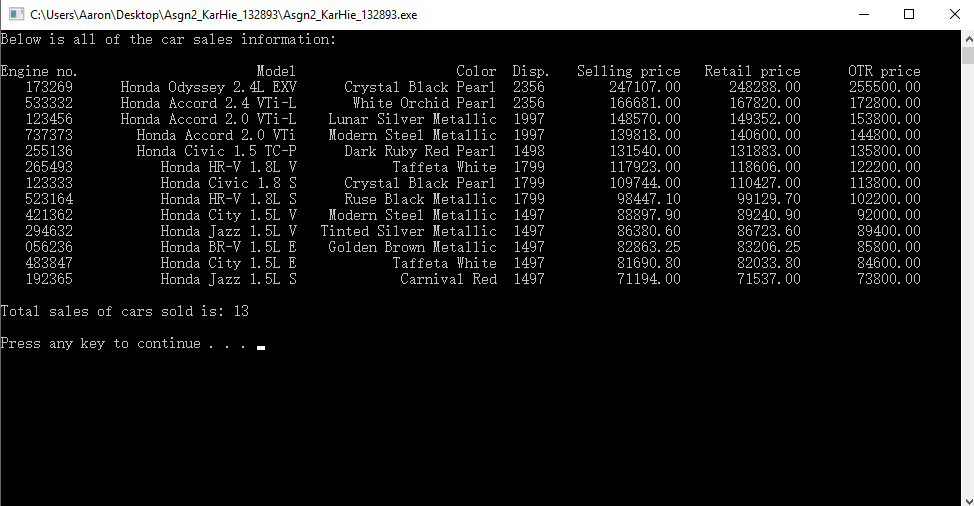 C:\Users\Aaron\Desktop\Asgn2_KarHie_132893\Asgn2_KarHie_132893.exe
Below is all of the car sales information:
Engine no. Model Color Disp. Selling price Retail price OTR price
173269 Honda Odyssey 2.4L EXV Crystal Black Pearl 2356 247107.00 248288.00 255500.00
533332 Honda Accord 2.4 VTi-L White Orchid Pearl 2356 166681.00 167820.00 172800.00
123456 Honda Accord 2.0 VTi-L Lunar Silver Metallic 1997 148570.00 149352.00 153800.00
737373 Honda Accord 2.0 VTi Modern Steel Metallic 1997 139818.00 140600.00 144800.00
255136 Honda Civic 1.5 TC-P Dark Ruby Red Pearl 1498 131540.00 131883.00 135800.00
265493 Honda HR-V 1.8L V Taffeta White 1799 117923.00 118606.00 122200.00
123333 Honda Civic 1.8 S Crystal Black Pearl 1799 109744.00 110427.00 113800.00
523164 Honda HR-V 1.8L S Ruse Black Metallic 1799 98447.10 99129.70 102200.00
421362 Honda City 1.5L V Modern Steel Metallic 1497 88897.90 89240.90 92000.00
294632 Honda Jazz 1.5L V Tinted Silver Metallic 1497 86380.60 86723.60 89400.00
056236 Honda BR-V 1.5L E Golden Brown Metallic 1497 82863.25 83206.25 85800.00
483847 Honda City 1.5L E Taffeta White 1497 81690.80 82033.80 84600.00
192365 Honda Jazz 1.5L S Carnival Red 1497 71194.00 71537.00 73800.00
Total sales of cars sold is: 13
Press any key to continue . . .